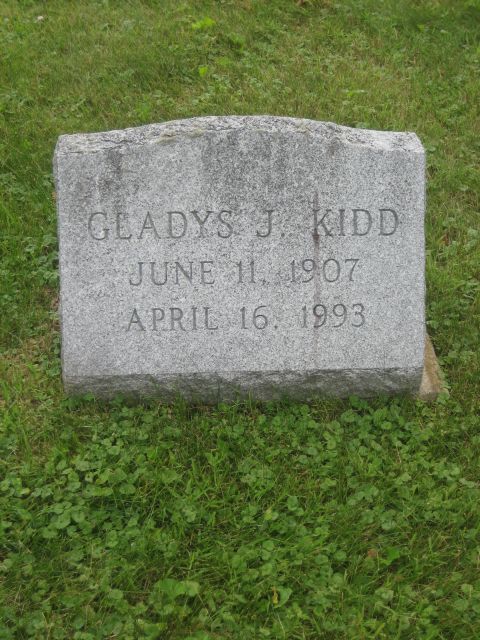 GLADYS J. KIDD
JUNE 11, 1907
APRIL 16, 1993